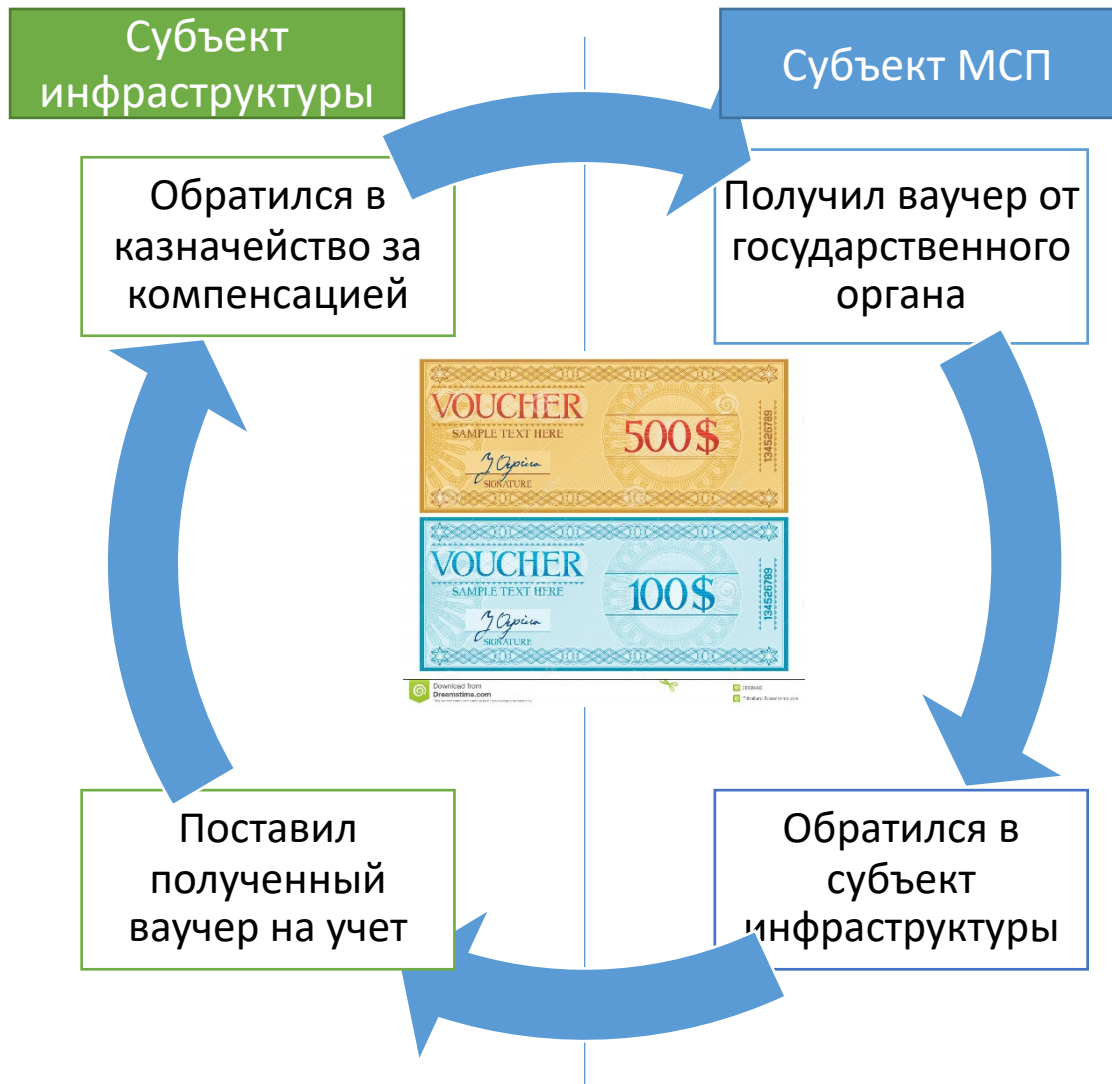 Субъект
инфраструктуры
Субъект МСП
Обратился в
казначейство за
компенсацией
Получил ваучер от
государственного
органа
VOUCHER
SAMPLE TEXT HERE
500$
SIGNATURE
134526789
VOUCHER
SAMPLE TEXT HERE
100$
SIGNATURE
134526789
Download from
Dreamstime.com
Поставил
полученный
ваучер на учет
Обратился в
субъект
инфраструктуры